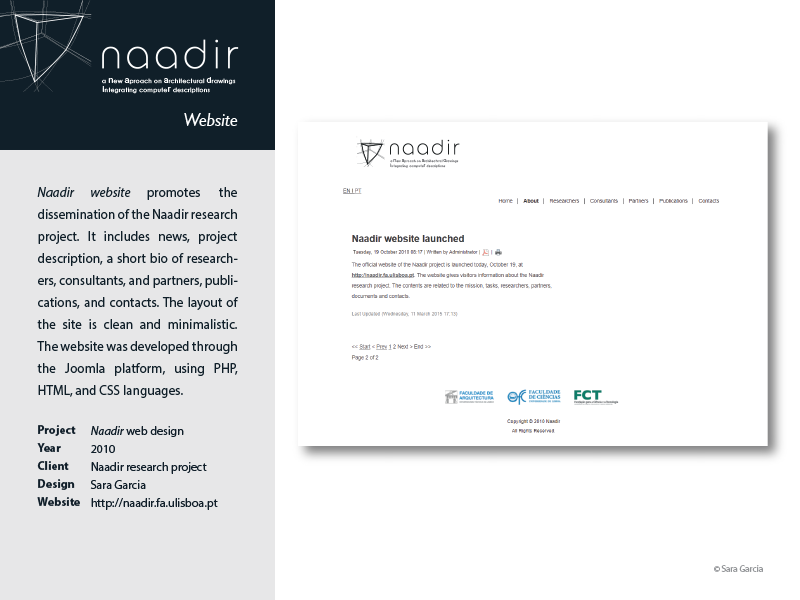 naadir
a New Aproach on Architectural Drawings
Integrating computeR descriptions
Website
Naadir website promotes the
dissemination of the Naadir research
project. It includes news, project
description, a short bio of research-
ers, consultants, and partners, publi-
cations, and contacts. The layout of
the site is clean and minimalistic.
The website was developed through
the Joomla platform, using PHP,
HTML, and CSS languages.
Project Naadir web design
Year 2010
Client Naadir research project
Design Sara Garcia
Website http://naadir.fa.ulisboa.pt
naadir
a New Aproach on Architectural Drawings
Integrating computeR descriptions
EN | PT
Home | About | Researchers | Consultants | Partners | Publications | Contacts
Naadir website launched
Tuesday, 19 October 2010 86:17 | Written by Administrator | |
The official website of the Naadir project is launched today, October 19, at
http://naadir.fa.ulisboa.pt. The website gives visitors information about the Naadir
research project. The contents are related to the mission, tasks, researchers, partners,
documents and contacts.
Last Updated (Wednesday, 11 March 2015 17:15)
<< Start < Prev 1 2 Next > End >>
Page 2 of 2
FACULDADE DE
ARQUITECTURA
FACULDADE
DE CIÊNCIAS
UNIVERSIDADE DE LISBOA
FCT
Copyright © 2010 Naadir
All Rights Reserved
© Sara Garcia